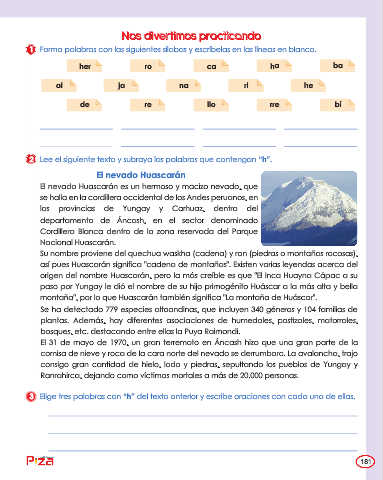 Nos divertimos practicando
1 Forma palabras con las siguientes sílabas y escríbelas en las líneas en blanco.
her ro ca ha ba
al ja na ri he
de re llo rre bi
2 Lee el siguiente texto y subraya las palabras que contengan "h".
El nevado Huascarán
El nevado Huascarán es un hermoso y macizo nevado, que
se halla en la cordillera occidental de los Andes peruanos, en
las provincias de Yungay y Carhuaz, dentro del
departamento de Áncash, en el sector denominado
Cordillera Blanca dentro de la zona reservada del Parque
Nacional Huascarán.
Su nombre proviene del quechua waskha (cadena) y ran (piedras o montañas rocosas),
así pues Huascarán significa "cadena de montañas". Existen varias leyendas acerca del
origen del nombre Huascarán, pero la más creíble es que "El Inca Huayna Cápac a su
paso por Yungay le dió el nombre de su hijo primogénito Huáscar a la más alta y bella
montaña", por lo que Huascarán también significa "La montaña de Huáscar".
Se ha detectado 779 especies altoandinas, que incluyen 340 géneros y 104 familias de
plantas. Además, hay diferentes asociaciones de humedales, pastizales, matorrales,
bosques, etc. destacando entre ellas la Puya Raimondi.
El 31 de mayo de 1970, un gran terremoto en Áncash hizo que una gran parte de la
cornisa de nieve y roca de la cara norte del nevado se derrumbara. La avalancha, trajo
consigo gran cantidad de hielo, lodo y piedras, sepultando los pueblos de Yungay y
Ranrahirca, dejando como víctimas mortales a más de 20.000 personas.
3 Elige tres palabras con "h" del texto anterior y escribe oraciones con cada una de ellas.
181